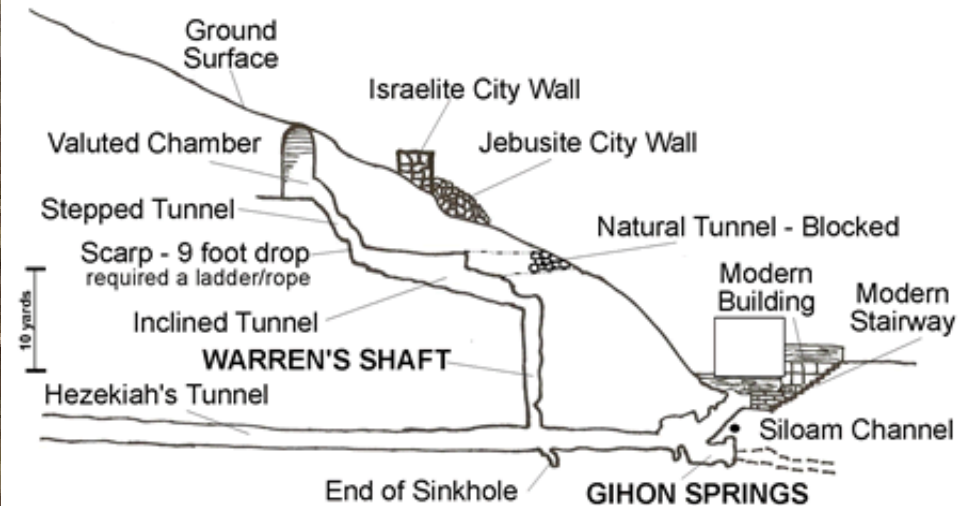 Ground
Surface
Israelite City Wall
Valuted Chamber
Jebusite City Wall
Stepped Tunnel
Natural Tunnel - Blocked
Scarp - 9 foot drop
required a ladder/rope
Modern
Building
Modern
Stairway
10 yards
Inclined Tunnel
WARREN'S SHAFT
Hezekiah's Tunnel
Siloam Channel
End of Sinkhole
GIHON SPRINGS